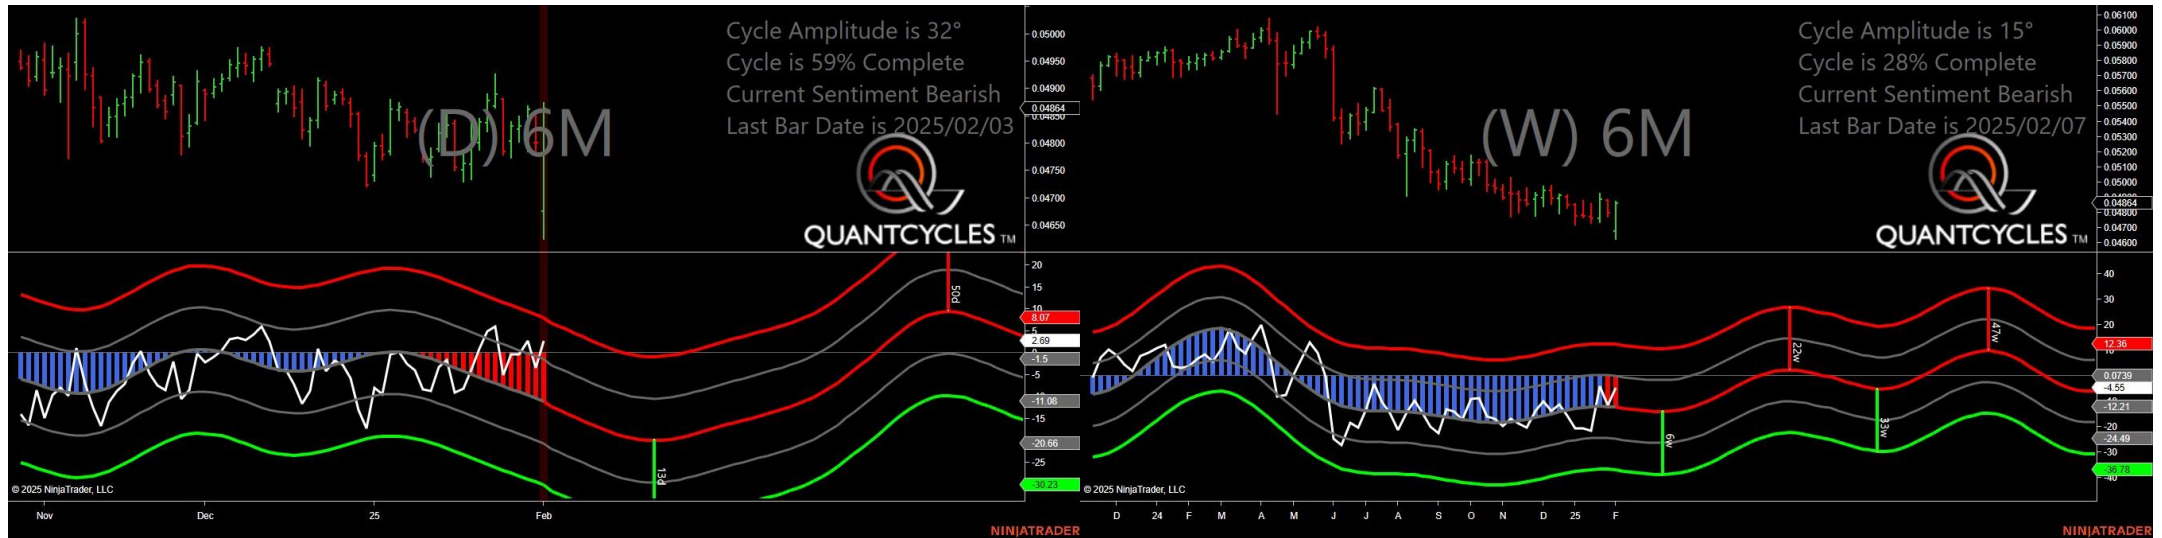 Cycle Amplitude is 32°
Cycle is 59% Complete
Current Sentiment Bearish
Last Bar Date is 2025/02/03
(D) 6M
QUANTCYCLES TM
0.05000
0.04950
0.04900
0.04864
0.04850
0.04800
0.04750
0.04700
0.04650
20
15
10
8.07
5
2.69
-1.5
-5
-11.08
-15
-20.66
-25
-30.23
50d
13d
© 2025 NinjaTrader, LLC
Nov Dec 25 Feb
NINJATRADER
Cycle Amplitude is 15°
Cycle is 28% Complete
Current Sentiment Bearish
Last Bar Date is 2025/02/07
(W) 6M
QUANTCYCLES TM
0.06100
0.06000
0.05900
0.05800
0.05700
0.05600
0.05500
0.05400
0.05300
0.05200
0.05100
0.05000
0.04864
0.04800
0.04700
0.04600
40
30
20
12.36
10
0.0739
-4.55
-12.21
-20
-24.49
-30
-36.78
-40
22w
47w
6w
33w
© 2025 NinjaTrader, LLC
D 24 F M A M J J A S O N D 25 F
NINJATRADER